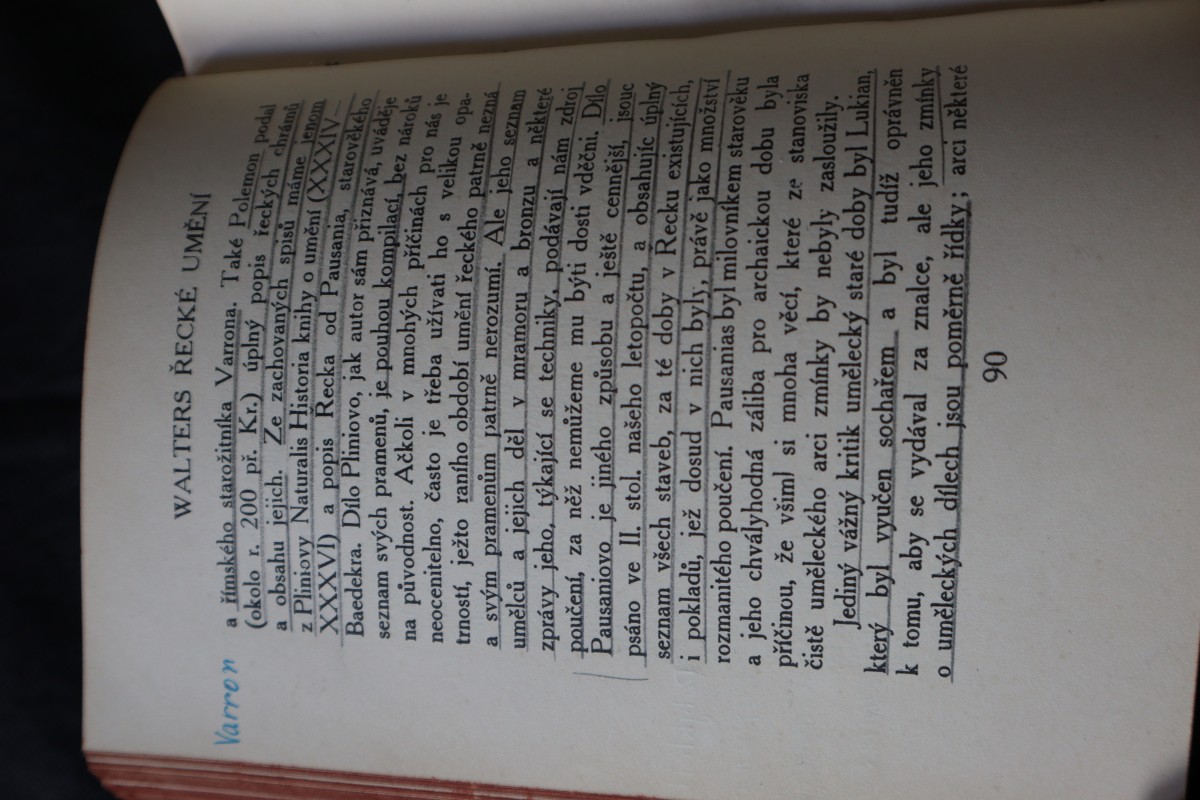 WALTERS ŘECKÉ UMĚNÍ
Varron
a římského starožitníka Varrona. Také Polemon podal
(okolo r. 200 př. Kr.) úplný popis řeckých chrámů
a obsahu jejich. Ze zachovaných spisů máme jenom
z Pliniovy Naturalis Historia knihy o umění (XXXIV—
XXXVI) a popis Řecka od Pausania, starověkého
Baedekra. Dílo Pliniovo, jak autor sám přiznává, uváděje
seznam svých pramenů, je pouhou kompilací, bez nároků
na původnost. Ačkoli v mnohých příčinách pro nás je
neocenitelno, často je třeba užívati ho s velikou opa-
trností, ježto raního období umění řeckého patrně nezná
a svým pramenům patrně nerozumí. Ale jeho seznam
umělců a jejich děl v mramoru a bronzu a některé
zprávy jeho, týkající se techniky, podávají nám zdroj
poučení, za něž nemůžeme mu býti dosti vděčni. Dílo
Pausaniovo je jiného způsobu a ještě cennější, jsouc
psáno ve II. stol. našeho letopočtu, a obsahujíc úplný
seznam všech staveb, za té doby v Řecku existujících,
i pokladů, jež dosud v nich byly, právě jako množství
rozmanitého poučení. Pausanias byl milovníkem starověku
a jeho chvályhodná záliba pro archaickou dobu byla
příčinou, že všiml si mnoha věcí, které ze stanoviska
čistě uměleckého arci zmínky by nebyly zasloužily.
Jediný vážný kritik umělecký staré doby byl Lukian,
který byl vyučen sochařem a byl tudíž oprávněn
k tomu, aby se vydával za znalce, ale jeho zmínky
o uměleckých dílech jsou poměrně řídky; arci některé
90